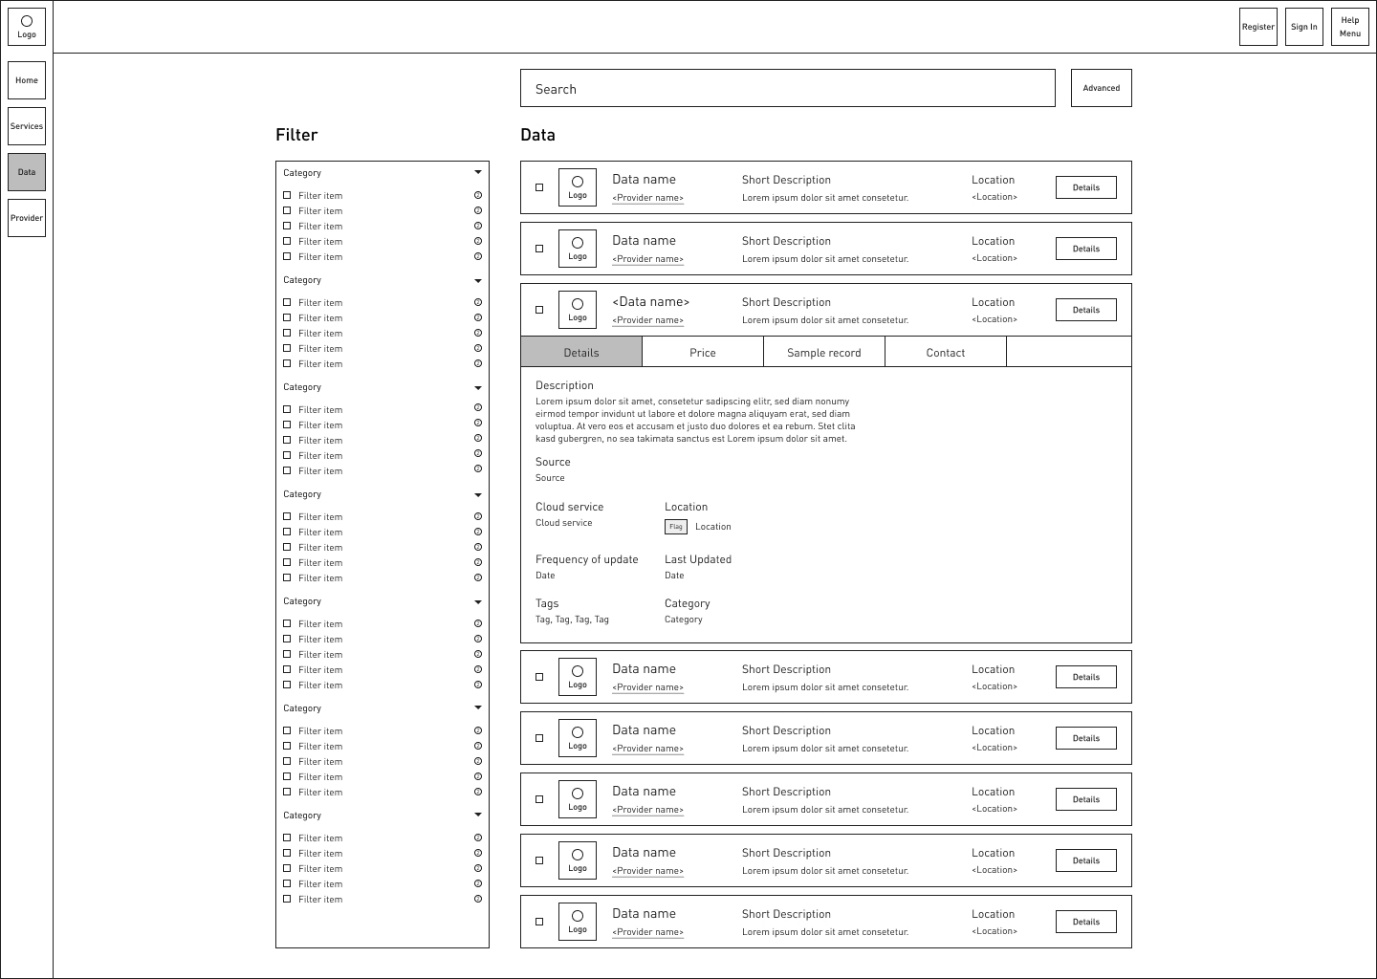 Logo
Register
Sign In
Help
Menu
Home
Services
Data
Provider
Search
Advanced
Filter
Category
Filter item
Filter item
Filter item
Filter item
Filter item
Category
Filter item
Filter item
Filter item
Filter item
Filter item
Category
Filter item
Filter item
Filter item
Filter item
Filter item
Category
Filter item
Filter item
Filter item
Filter item
Filter item
Category
Filter item
Filter item
Filter item
Filter item
Filter item
Category
Filter item
Filter item
Filter item
Filter item
Filter item
Category
Filter item
Filter item
Filter item
Filter item
Filter item
Data
Logo
Data name
<Provider name>
Short Description
Lorem ipsum dolor sit amet consetetur.
Location
<Location>
Details
Logo
Data name
<Provider name>
Short Description
Lorem ipsum dolor sit amet consetetur.
Location
<Location>
Details
Logo
<Data name>
<Provider name>
Short Description
Lorem ipsum dolor sit amet consetetur.
Location
<Location>
Details
Details
Price
Sample record
Contact
Description
Lorem ipsum dolor sit amet, consetetur sadipscing elitr, sed diam nonumy
eirmod tempor invidunt ut labore et dolore magna aliquyam erat, sed diam
voluptua. At vero eos et accusam et justo duo dolores et ea rebum. Stet clita
kasd gubergren, no sea takimata sanctus est Lorem ipsum dolor sit amet.
Source
Source
Cloud service
Cloud service
Location
Flag
Location
Frequency of update
Date
Last Updated
Date
Tags
Tag, Tag, Tag, Tag
Category
Category
Logo
Data name
<Provider name>
Short Description
Lorem ipsum dolor sit amet consetetur.
Location
<Location>
Details
Logo
Data name
<Provider name>
Short Description
Lorem ipsum dolor sit amet consetetur.
Location
<Location>
Details
Logo
Data name
<Provider name>
Short Description
Lorem ipsum dolor sit amet consetetur.
Location
<Location>
Details
Logo
Data name
<Provider name>
Short Description
Lorem ipsum dolor sit amet consetetur.
Location
<Location>
Details
Logo
Data name
<Provider name>
Short Description
Lorem ipsum dolor sit amet consetetur.
Location
<Location>
Details